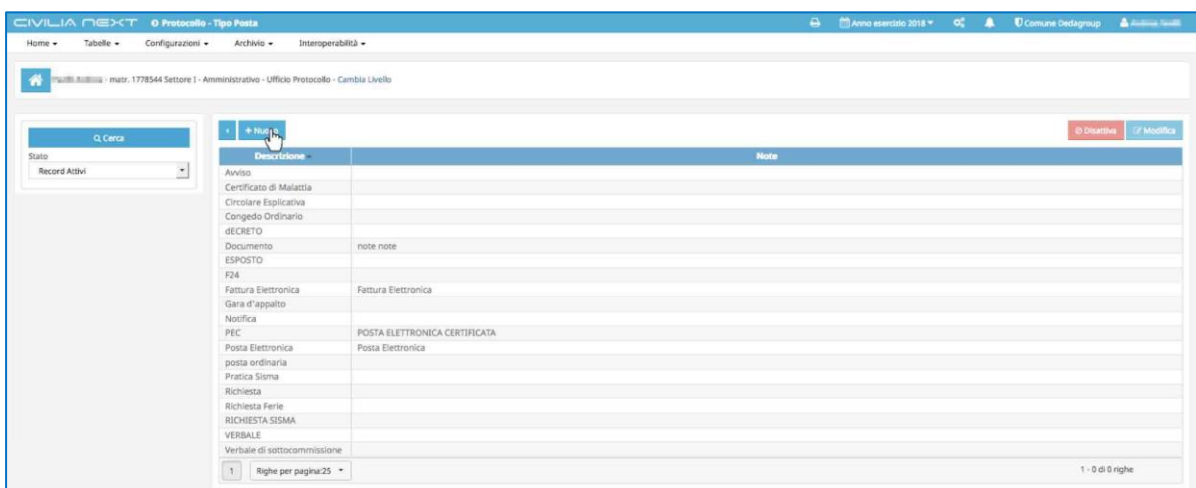 CIVILIA NEXT Protocollo - Tipo Posta Anno esercizio 2018 Comune Dedagroup
Home Tabelle Configurazioni Archivio Interoperabilità
- matr. 1778544 Settore I - Amministrativo - Ufficio Protocollo - Cambia Livello
Cerca
Stato
Record Attivi
Disattiva Modifica
Descrizione Note
Avviso
Certificato di Malattia
Circolare Esplicativa
Congedo Ordinario
dECRETO
Documento note note
ESPOSTO
F24
Fattura Elettronica Fattura Elettronica
Gara d'appalto
Notifica
PEC POSTA ELETTRONICA CERTIFICATA
Posta Elettronica Posta Elettronica
posta ordinaria
Pratica Sisma
Richiesta
Richiesta Ferie
RICHIESTA SISMA
VERBALE
Verbale di sottocommissione
1 Righe per pagina:25 1 - 0 di 0 righe